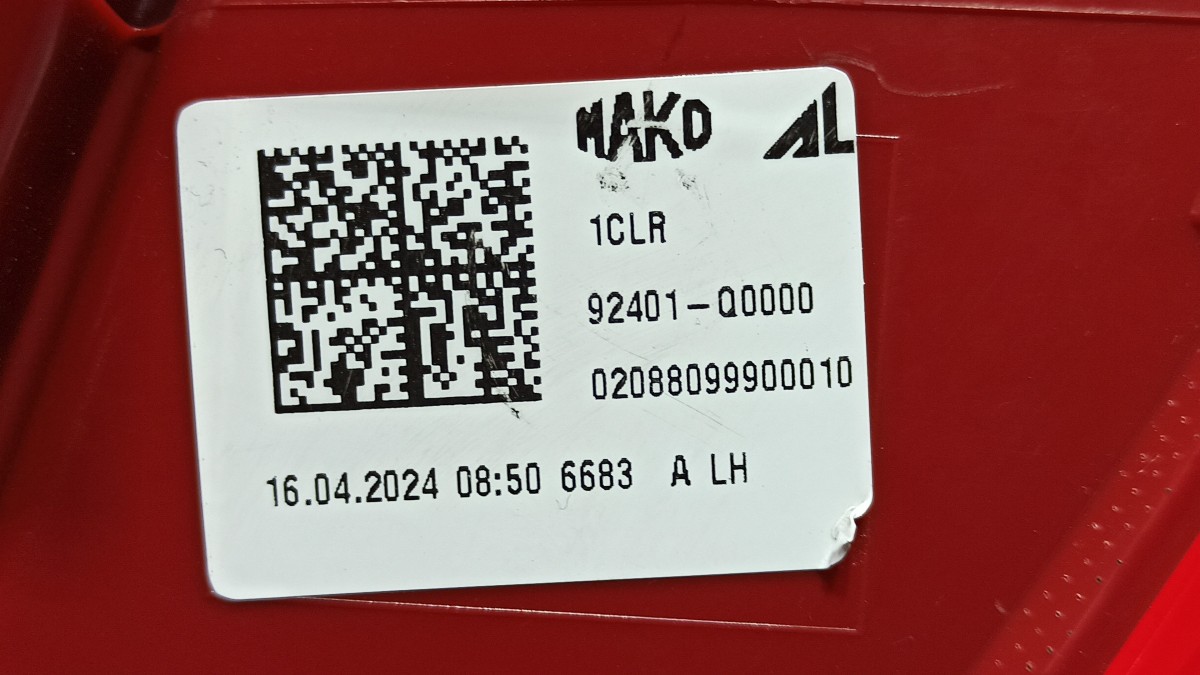 MAKO AL
1CLR
92401-Q0000
02088099900010
16.04.2024 08:50 6683 A LH